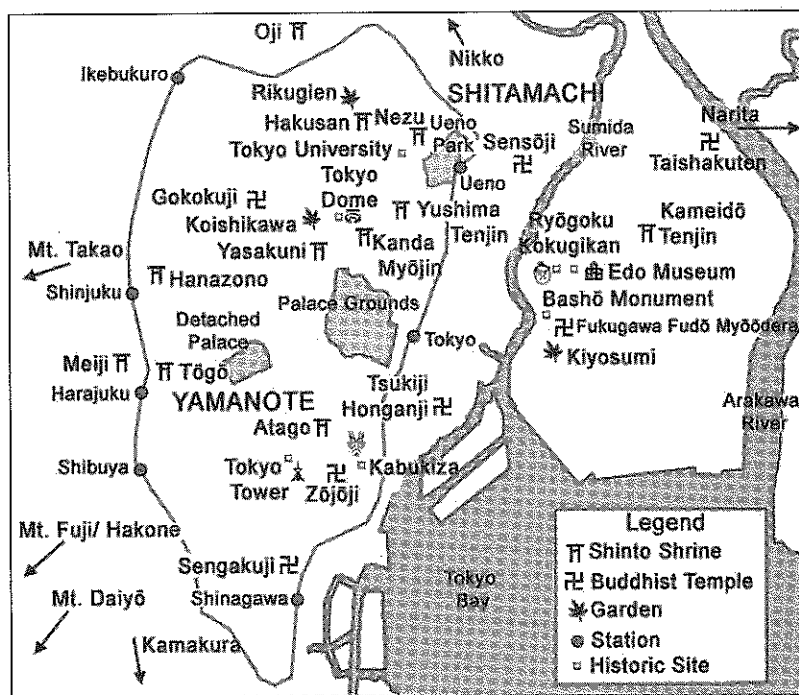 Oji
Nikko
Ikebukuro
SHITAMACHI
Rikugien
Narita
Hakusan
Nezu
Ueno
Park
Sensōji
Sumida
River
Tokyo University
Taishakuten
Ueno
Tokyo
Dome
Gokokuji
Koishikawa
Yushima
Tenjin
Ryōgoku
Kokugikan
Kameidō
Tenjin
Yasakuni
Kanda
Myōjin
Mt. Takao
Hanazono
Edo Museum
Shinjuku
Palace Grounds
Bashō Monument
Detached
Palace
Tokyo
Fukugawa Fudō Myōōdera
Meiji
Tōgō
Kiyosumi
Harajuku
Tsukiji
Honganji
YAMANOTE
Arakawa
River
Atago
Shibuya
Tokyo
Tower
Zōjōji
Kabukiza
Mt. Fuji/ Hakone
Sengakuji
Mt. Daiyō
Shinagawa
Tokyo
Bay
Kamakura
Legend
Shinto Shrine
Buddhist Temple
Garden
Station
Historic Site